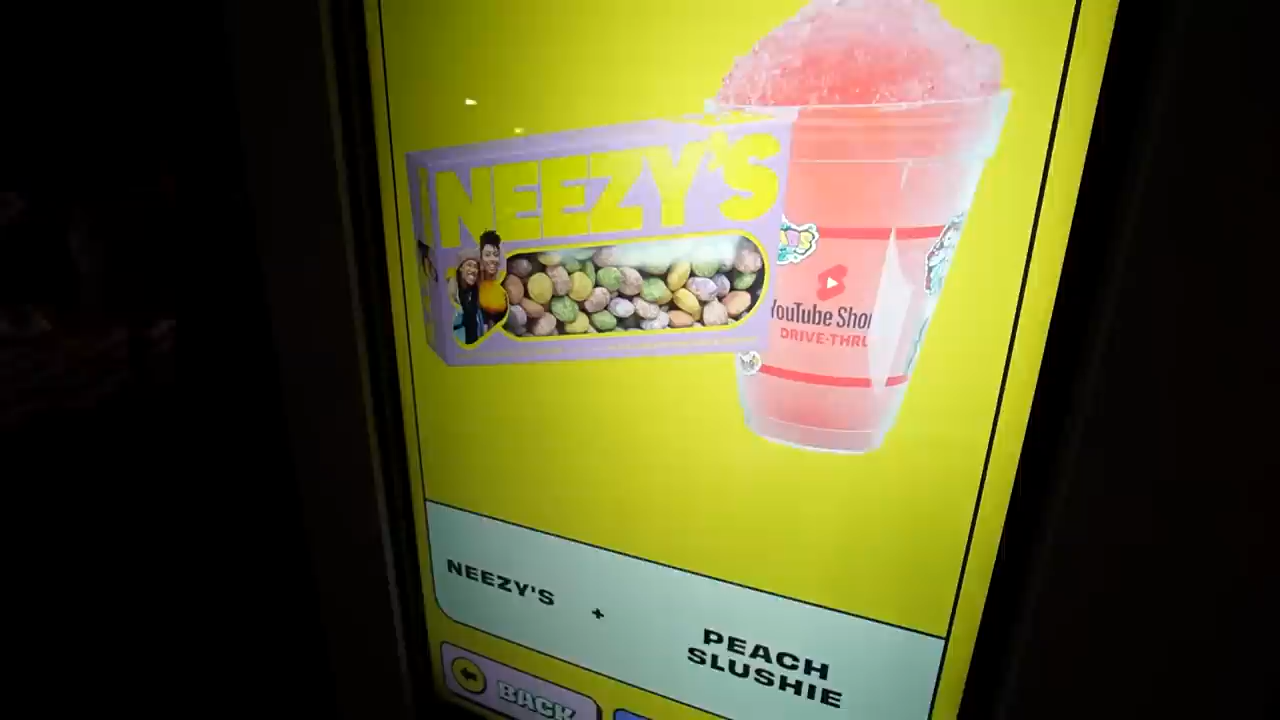 NEEZY'S
YouTube Shor
DRIVE-THRU
NEEZY'S + PEACH
SLUSHIE
BACK